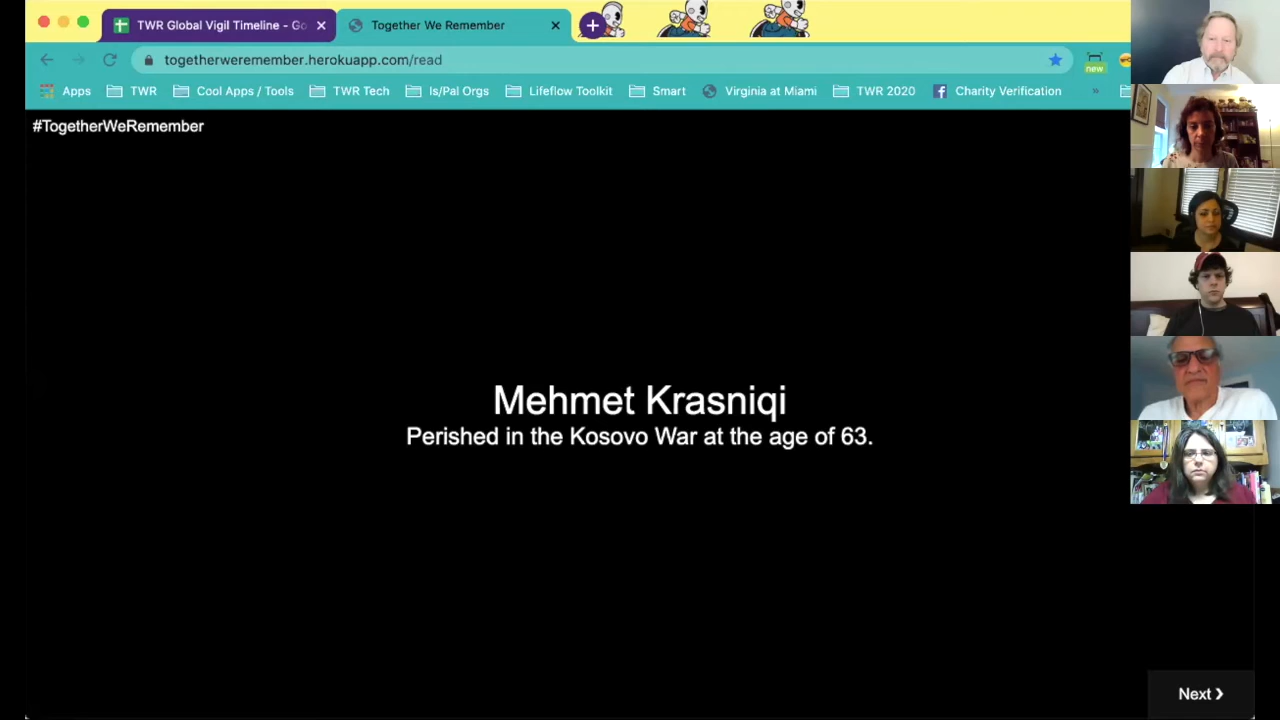 TWR Global Vigil Timeline - Go
Together We Remember
togetherweremember.herokuapp.com/read
new
Apps
TWR
Cool Apps / Tools
TWR Tech
Is/Pal Orgs
Lifeflow Toolkit
Smart
Virginia at Miami
TWR 2020
Charity Verification
»
#TogetherWeRemember
Mehmet Krasniqi
Perished in the Kosovo War at the age of 63.
Next ❯